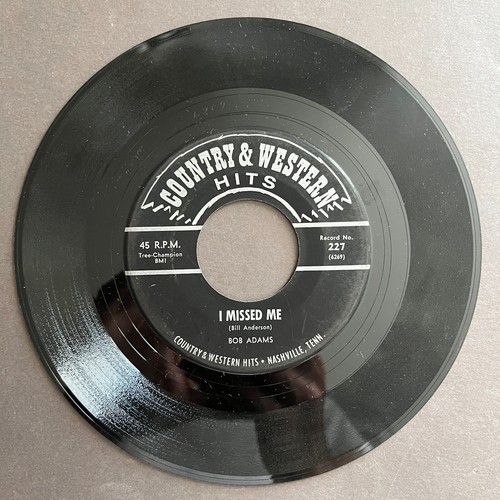 COUNTRY & WESTERN
HITS
45 R.P.M.
Tree-Champion
BMI
Record No.
227
(6269)
I MISSED ME
(Bill Anderson)
BOB ADAMS
COUNTRY & WESTERN HITS • NASHVILLE, TENN.